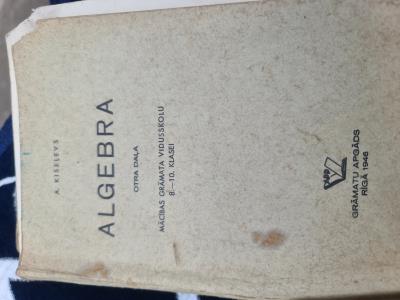 A. KISEĻEVS
ALGEBRA
OTRA DAĻA
MĀCĪBAS GRĀMATA VIDUSSKOLU
8.—10. KLASEI
GRĀMATU APGĀDS
RĪGĀ 1946